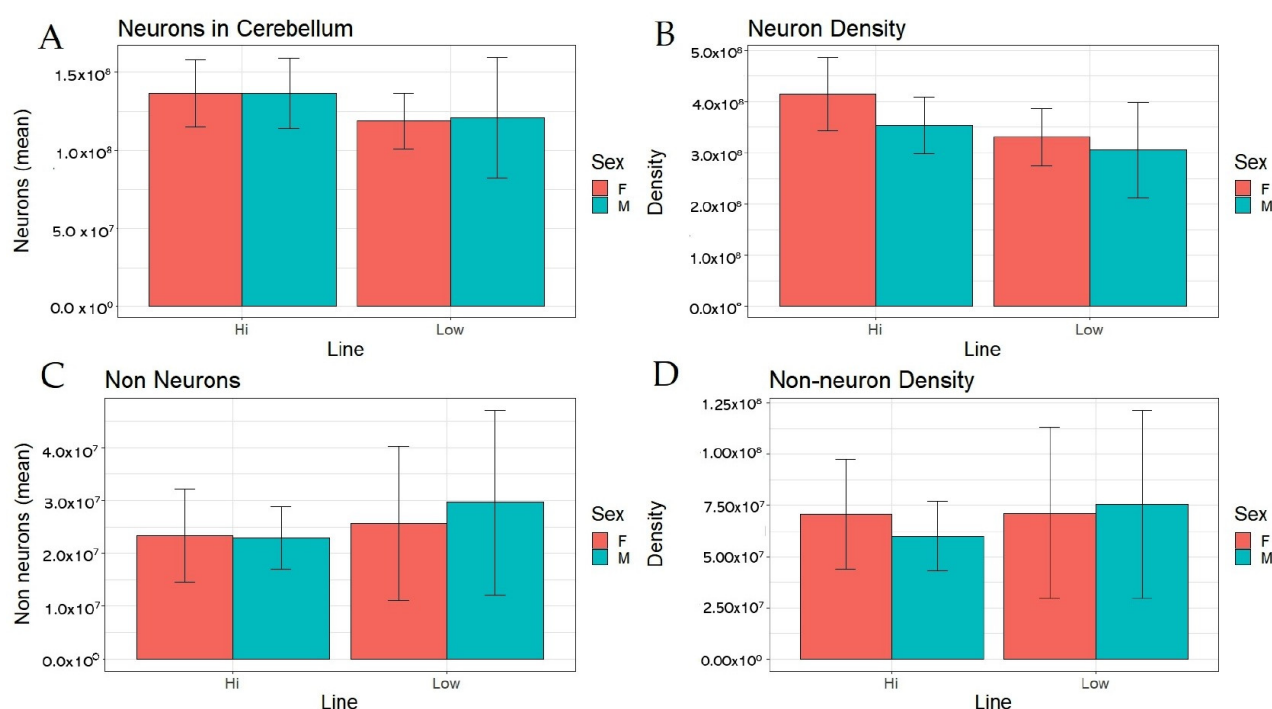 A
Neurons in Cerebellum
Neurons (mean)
1.5x10⁸
1.0x10⁸
5.0 x10⁷
0.0 x10⁰
Hi
Low
Line
Sex
F
M
B
Neuron Density
Density
5.0x10⁸
4.0x10⁸
3.0x10⁸
2.0x10⁸
1.0x10⁸
0.0x10⁰
Hi
Low
Line
Sex
F
M
C
Non Neurons
Non neurons (mean)
4.0x10⁷
3.0x10⁷
2.0x10⁷
1.0x10⁷
0.0x10⁰
Hi
Low
Line
Sex
F
M
D
Non-neuron Density
Density
1.25x10⁸
1.00x10⁸
7.50x10⁷
5.00x10⁷
2.50x10⁷
0.00x10⁰
Hi
Low
Line
Sex
F
M